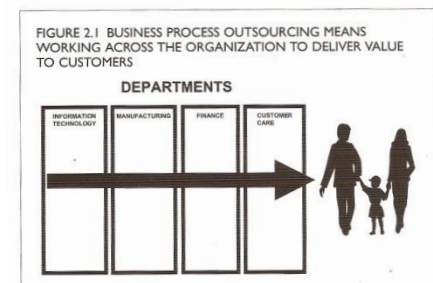 FIGURE 2.1 BUSINESS PROCESS OUTSOURCING MEANS
WORKING ACROSS THE ORGANIZATION TO DELIVER VALUE
TO CUSTOMERS
DEPARTMENTS
INFORMATION
TECHNOLOGY
MANUFACTURING
FINANCE
CUSTOMER
CARE